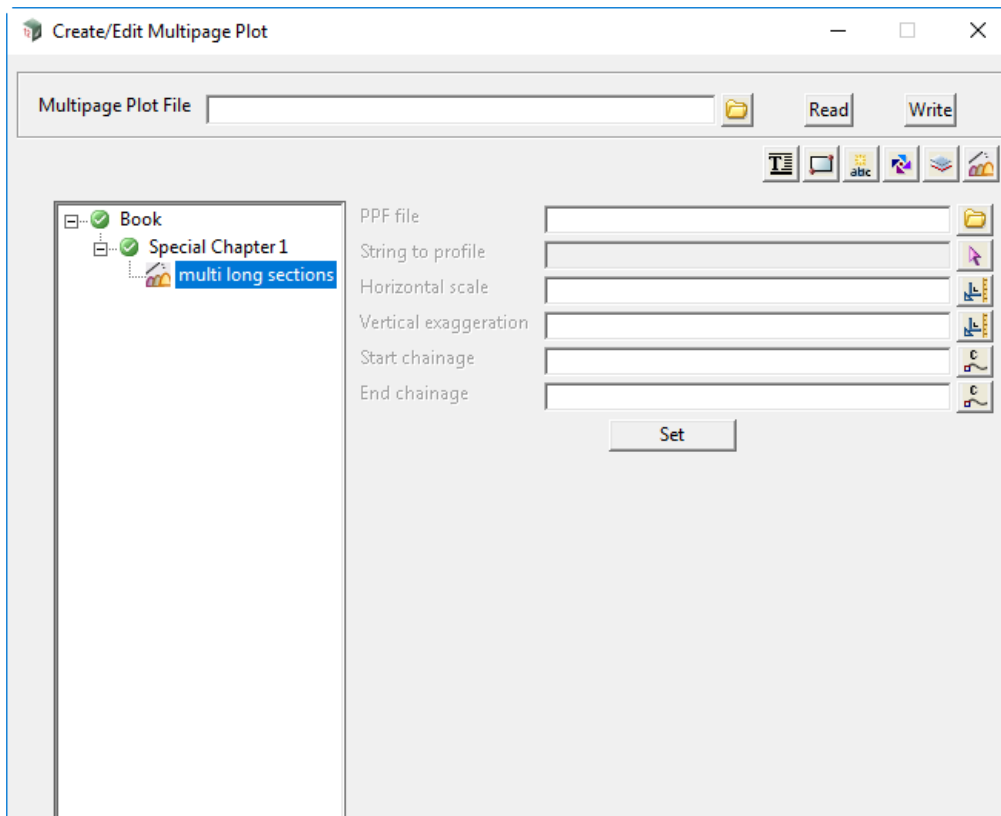 Create/Edit Multipage Plot
Multipage Plot File
Read
Write
T
abc
Book
Special Chapter 1
multi long sections
PPF file
String to profile
Horizontal scale
Vertical exaggeration
Start chainage
C
End chainage
C
Set